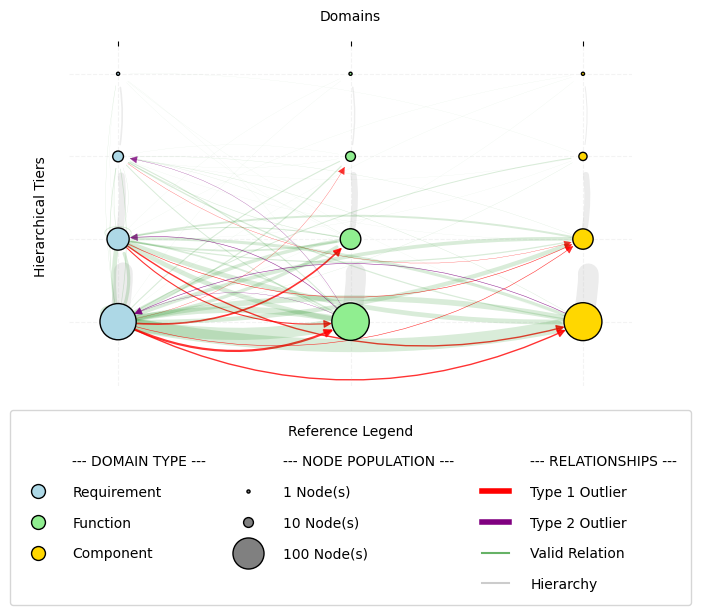 Domains
Hierarchical Tiers
Reference Legend
--- DOMAIN TYPE ---
Requirement
Function
Component
--- NODE POPULATION ---
1 Node(s)
10 Node(s)
100 Node(s)
--- RELATIONSHIPS ---
Type 1 Outlier
Type 2 Outlier
Valid Relation
Hierarchy